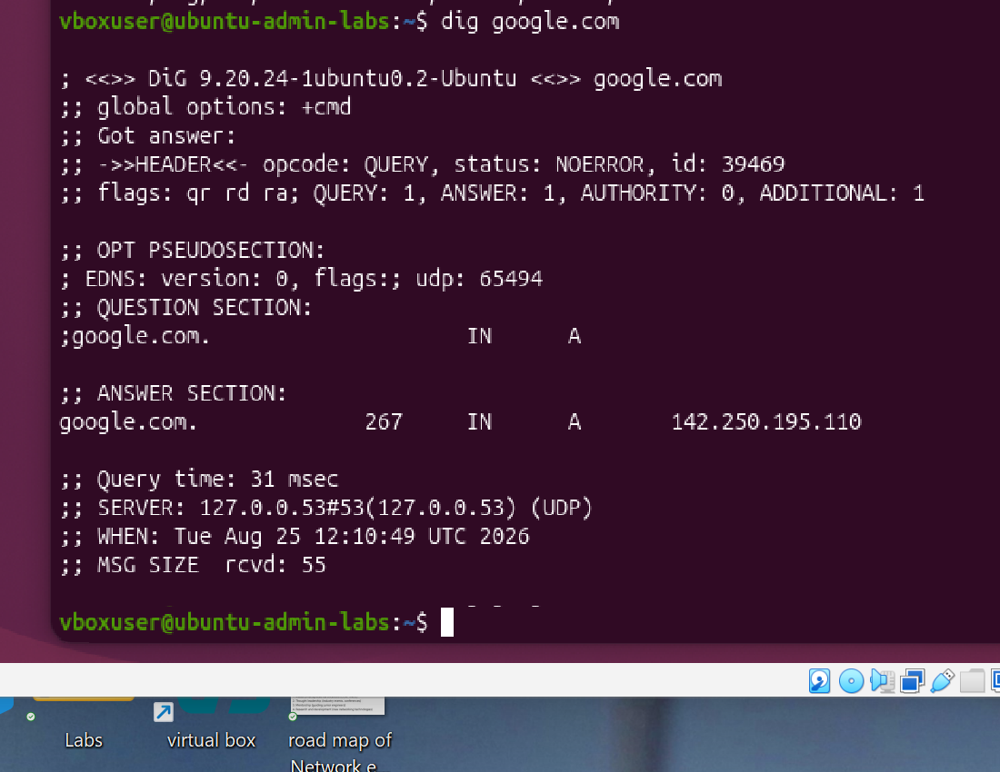 vboxuser@ubuntu-admin-labs:~$ dig google.com
; <<>> DiG 9.20.24-1ubuntu0.2-Ubuntu <<>> google.com
;; global options: +cmd
;; Got answer:
;; ->>HEADER<<- opcode: QUERY, status: NOERROR, id: 39469
;; flags: qr rd ra; QUERY: 1, ANSWER: 1, AUTHORITY: 0, ADDITIONAL: 1
;; OPT PSEUDOSECTION:
; EDNS: version: 0, flags:; udp: 65494
;; QUESTION SECTION:
;google.com. IN A
;; ANSWER SECTION:
google.com. 267 IN A 142.250.195.110
;; Query time: 31 msec
;; SERVER: 127.0.0.53#53(127.0.0.53) (UDP)
;; WHEN: Tue Aug 25 12:10:49 UTC 2026
;; MSG SIZE  rcvd: 55
vboxuser@ubuntu-admin-labs:~$
Labs
virtual box
road map of
Network e